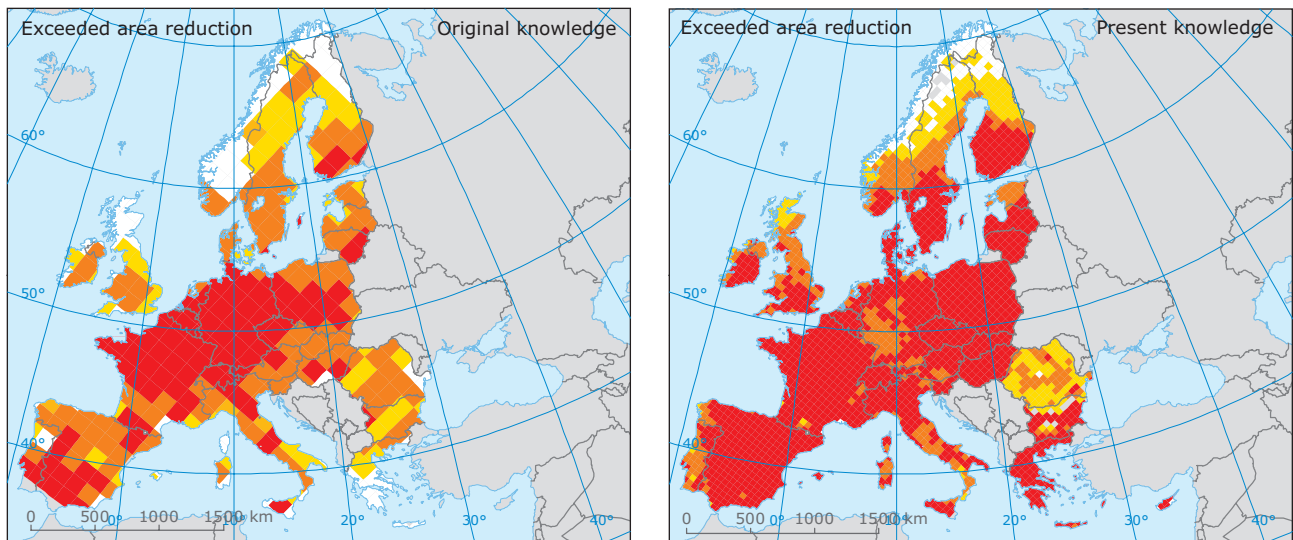 Exceeded area reduction Original knowledge
60°
50°
40°
0 500 1000 1500 km
0° 10° 20° 30° 40°
Exceeded area reduction Present knowledge
60°
50°
40°
0 500 1000 1500 km
0° 10° 20° 30° 40°